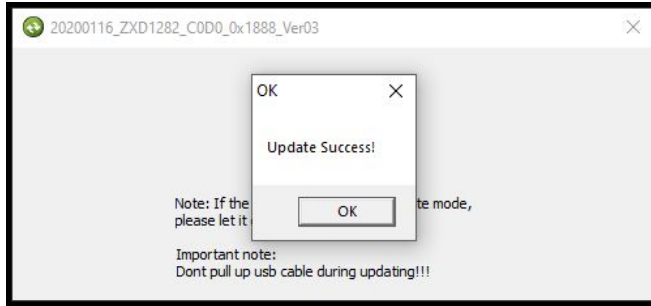 20200116_ZXD1282_C0D0_0x1888_Ver03
OK
Update Success!
OK
Note: If the te mode,
please let it
Important note:
Dont pull up usb cable during updating!!!